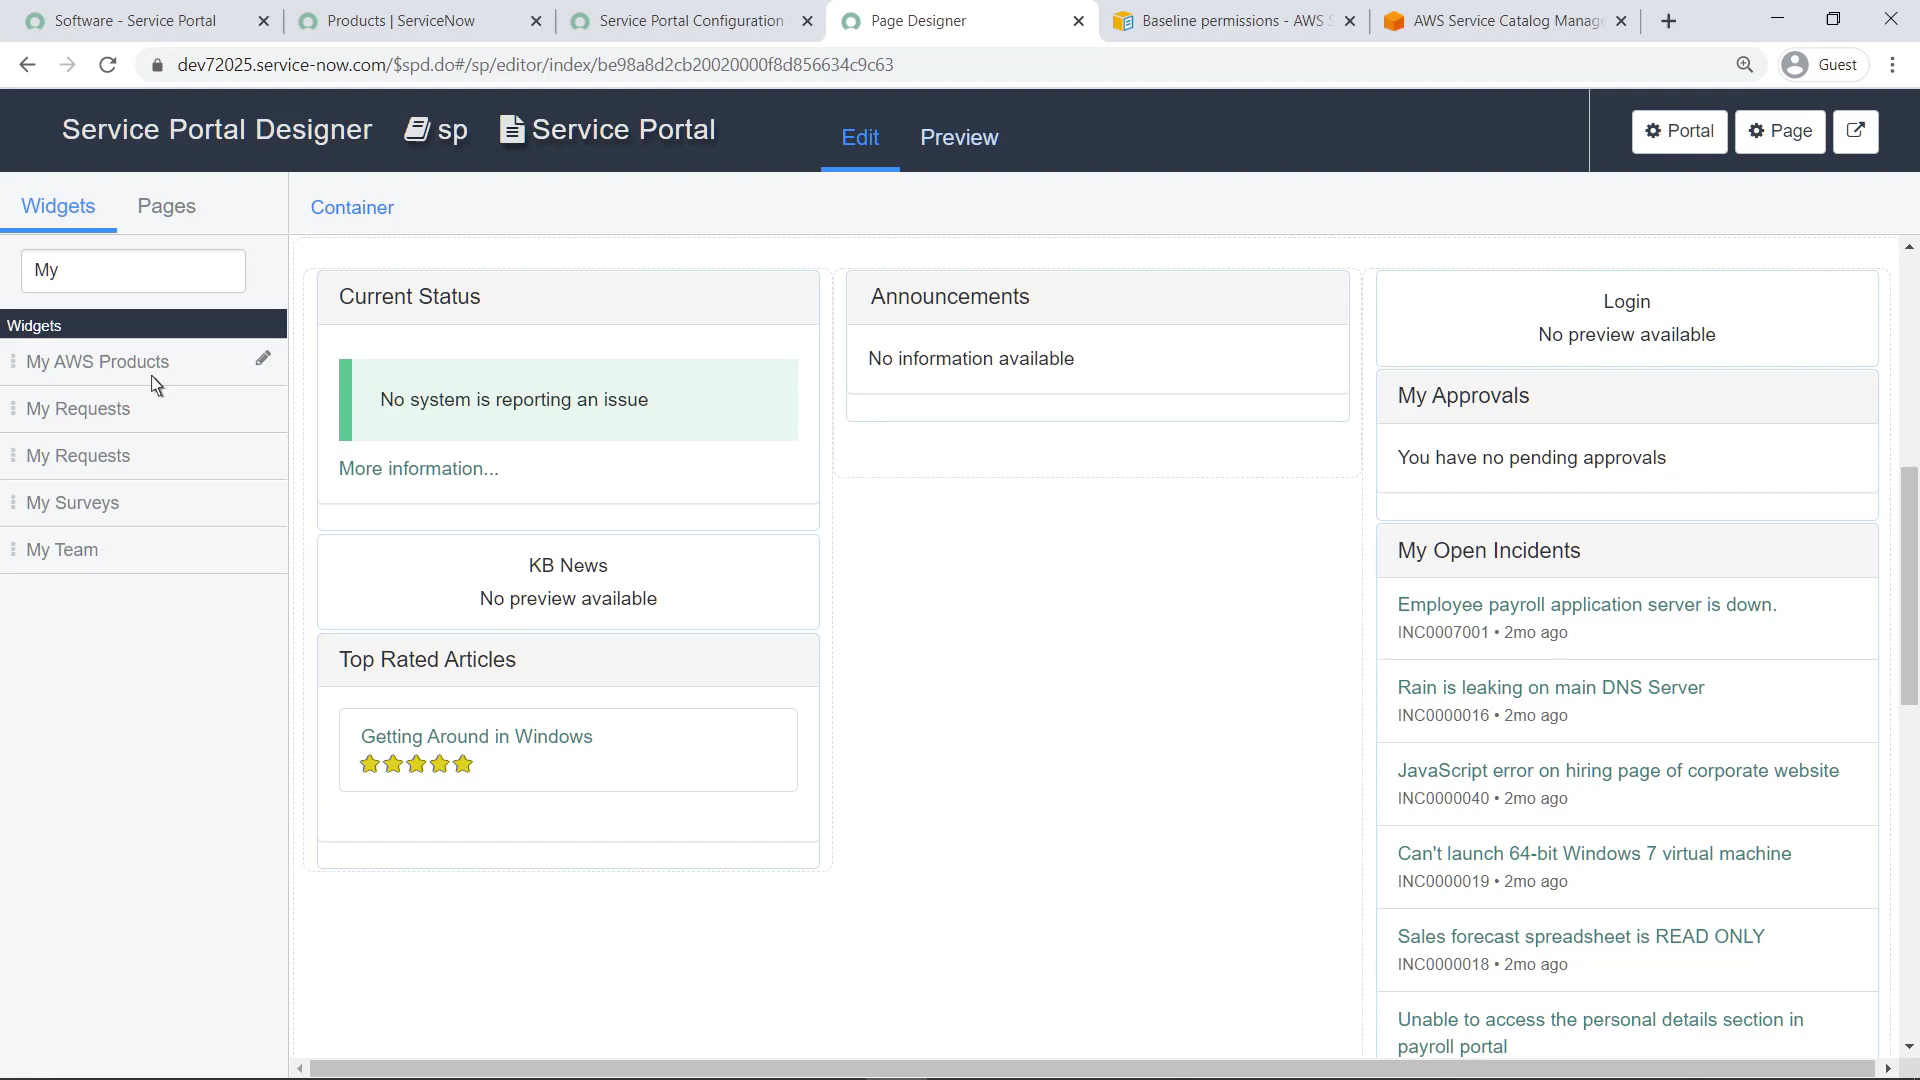 Software - Service Portal
Products | ServiceNow
Service Portal Configuration
Page Designer
Baseline permissions - AWS S
AWS Service Catalog Manage
dev72025.service-now.com/$spd.do#/sp/editor/index/be98a8d2cb20020000f8d856634c9c63
Guest
Service Portal Designer
sp
Service Portal
Edit
Preview
Portal
Page
Widgets
Pages
Container
My
Widgets
My AWS Products
My Requests
My Requests
My Surveys
My Team
Current Status
No system is reporting an issue
More information...
KB News
No preview available
Top Rated Articles
Getting Around in Windows
Announcements
No information available
Login
No preview available
My Approvals
You have no pending approvals
My Open Incidents
Employee payroll application server is down.
INC0007001 • 2mo ago
Rain is leaking on main DNS Server
INC0000016 • 2mo ago
JavaScript error on hiring page of corporate website
INC0000040 • 2mo ago
Can't launch 64-bit Windows 7 virtual machine
INC0000019 • 2mo ago
Sales forecast spreadsheet is READ ONLY
INC0000018 • 2mo ago
Unable to access the personal details section in
payroll portal